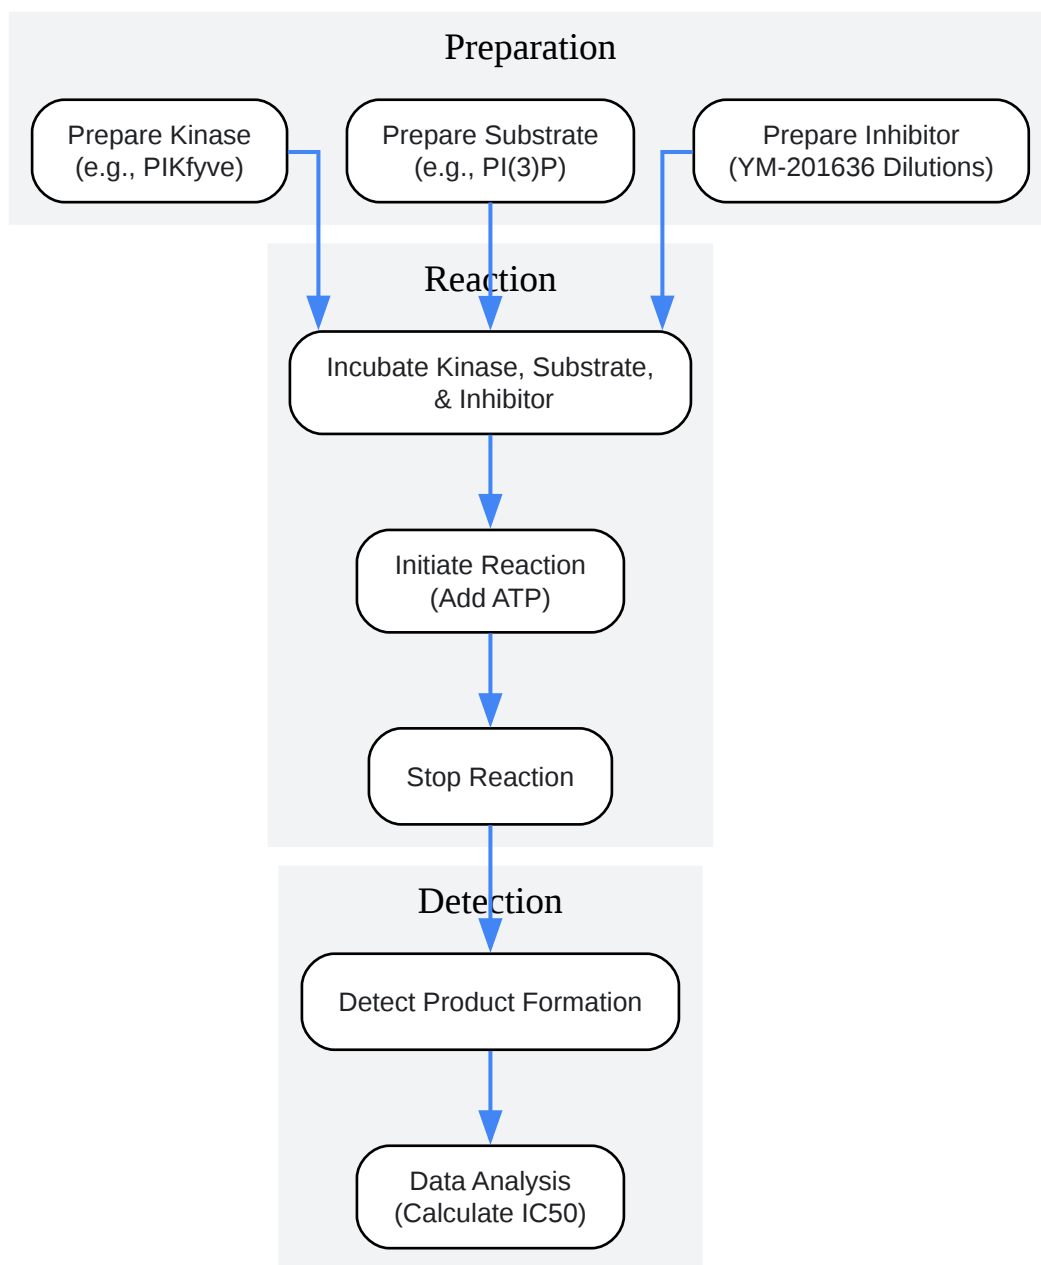 Preparation
Prepare Kinase
(e.g., PIKfyve)
Prepare Substrate
(e.g., PI(3)P)
Prepare Inhibitor
(YM-201636 Dilutions)
Reaction
Incubate Kinase, Substrate,
& Inhibitor
Initiate Reaction
(Add ATP)
Stop Reaction
Detection
Detect Product Formation
Data Analysis
(Calculate IC50)